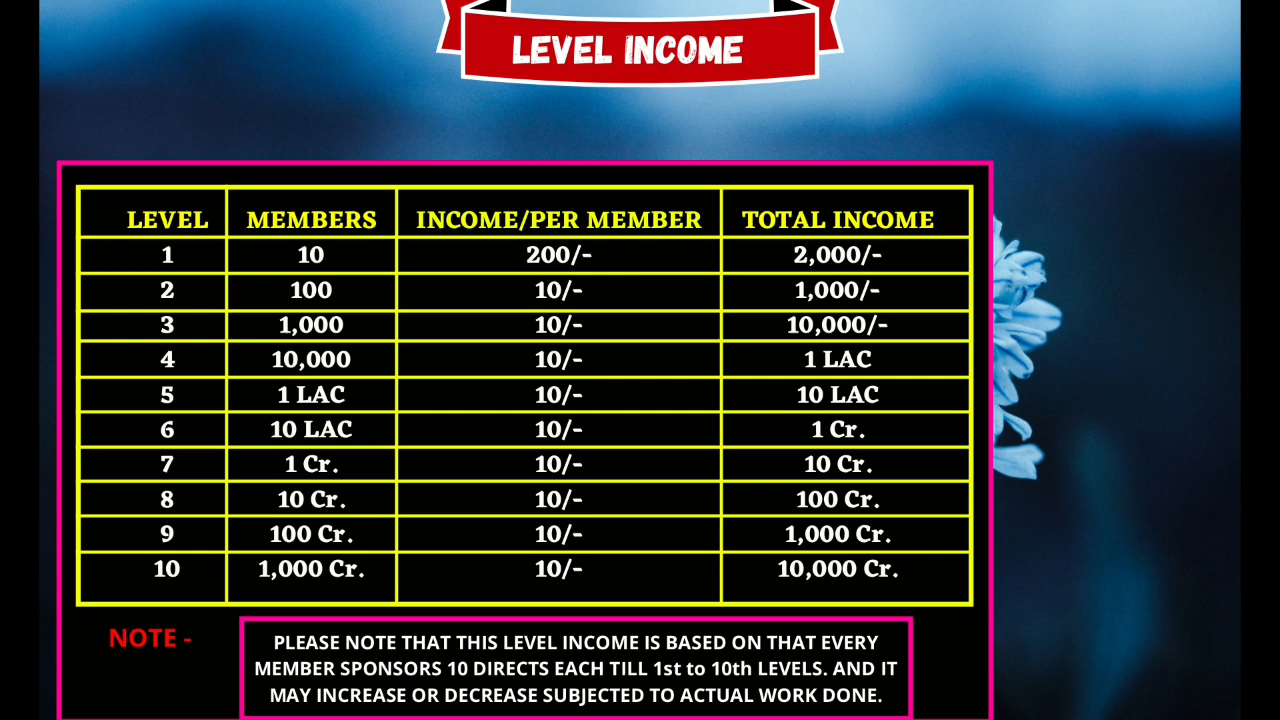 LEVEL INCOME
LEVEL MEMBERS INCOME/PER MEMBER TOTAL INCOME
1 10 200/- 2,000/-
2 100 10/- 1,000/-
3 1,000 10/- 10,000/-
4 10,000 10/- 1 LAC
5 1 LAC 10/- 10 LAC
6 10 LAC 10/- 1 Cr.
7 1 Cr. 10/- 10 Cr.
8 10 Cr. 10/- 100 Cr.
9 100 Cr. 10/- 1,000 Cr.
10 1,000 Cr. 10/- 10,000 Cr.
NOTE -
PLEASE NOTE THAT THIS LEVEL INCOME IS BASED ON THAT EVERY
MEMBER SPONSORS 10 DIRECTS EACH TILL 1st to 10th LEVELS. AND IT
MAY INCREASE OR DECREASE SUBJECTED TO ACTUAL WORK DONE.